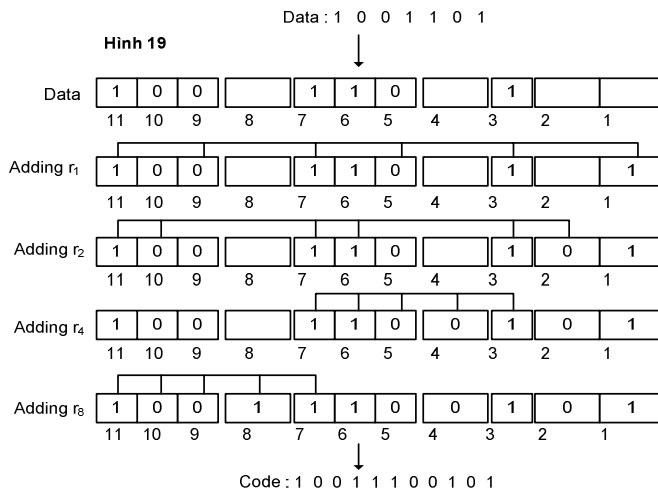 Data : 1 0 0 1 1 0 1
Hình 19
Data 1 0 0 1 1 0 1
11 10 9 8 7 6 5 4 3 2 1
Adding r1 1 0 0 1 1 0 1 1
11 10 9 8 7 6 5 4 3 2 1
Adding r2 1 0 0 1 1 0 1 0 1
11 10 9 8 7 6 5 4 3 2 1
Adding r4 1 0 0 1 1 0 0 1 0 1
11 10 9 8 7 6 5 4 3 2 1
Adding r8 1 0 0 1 1 1 0 0 1 0 1
11 10 9 8 7 6 5 4 3 2 1
Code : 1 0 0 1 1 1 0 0 1 0 1